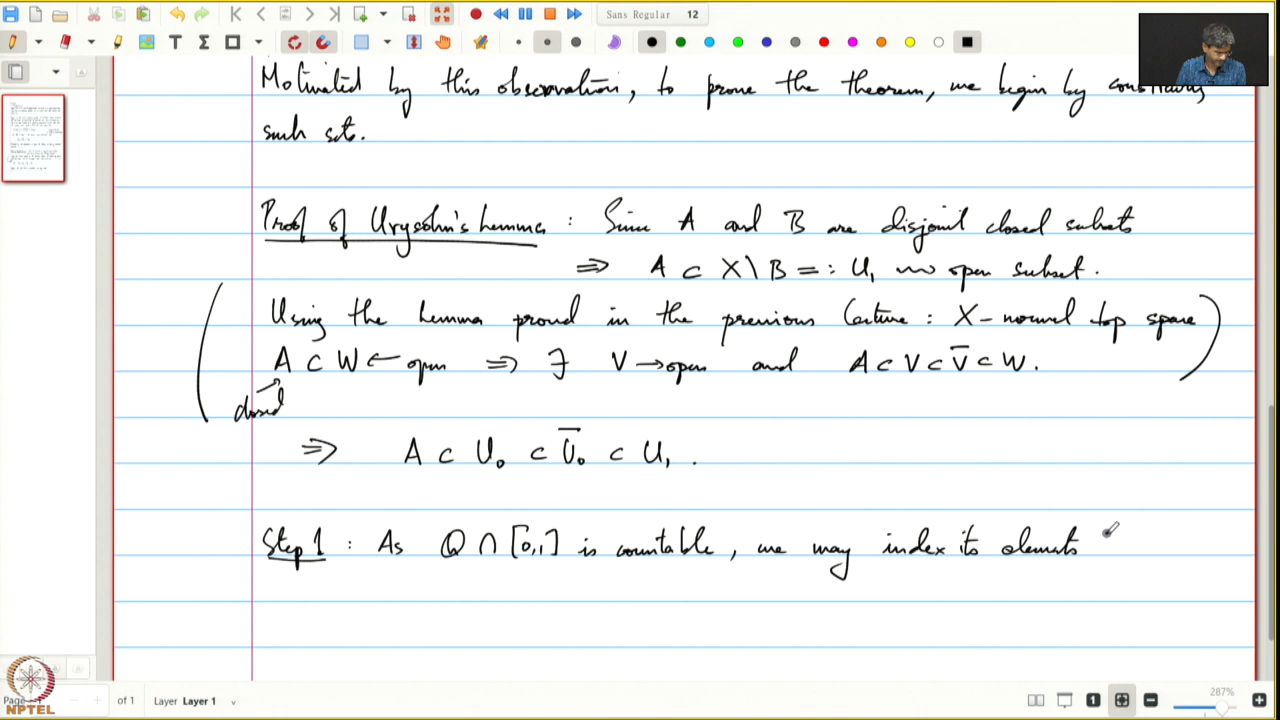 Sans Regular 12
Motivated by this observation, to prove the theorem, we begin by
such sets.
Proof of Urysohn's Lemma : Since A and B are disjoint closed subsets
⇒ A ⊂ X \ B =: U₁ ⇝ open subset.
Using the Lemma proved in the previous Lecture : X - normal top space
A ⊂ W ← open ⇒ ∃ V → open and A ⊂ V ⊂ V̅ ⊂ W.
closed
⇒ A ⊂ U₀ ⊂ U̅₀ ⊂ U₁ .
Step 1 : As ℚ ∩ [0,1] is countable, we may index its elements
NPTEL
Page
of 1
Layer
Layer 1
287%